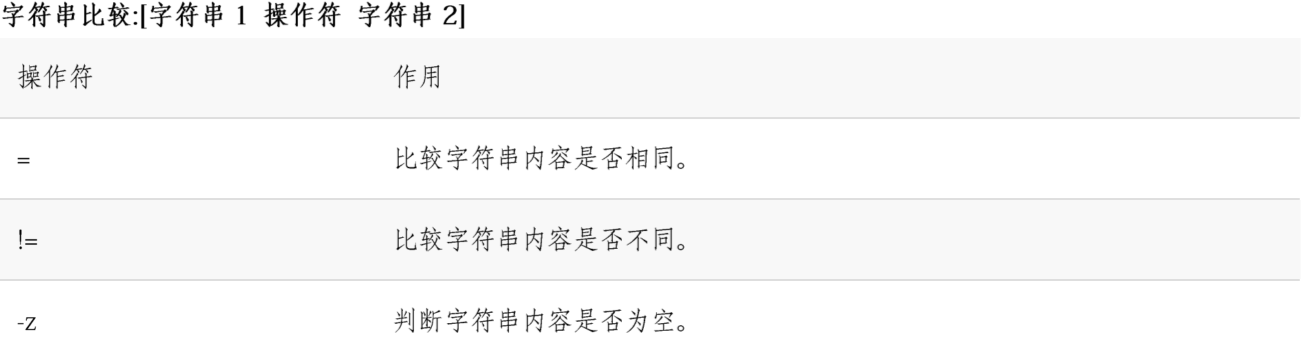 字符串比较:[字符串 1 操作符 字符串 2]
操作符 作用
= 比较字符串内容是否相同。
!= 比较字符串内容是否不同。
-z 判断字符串内容是否为空。